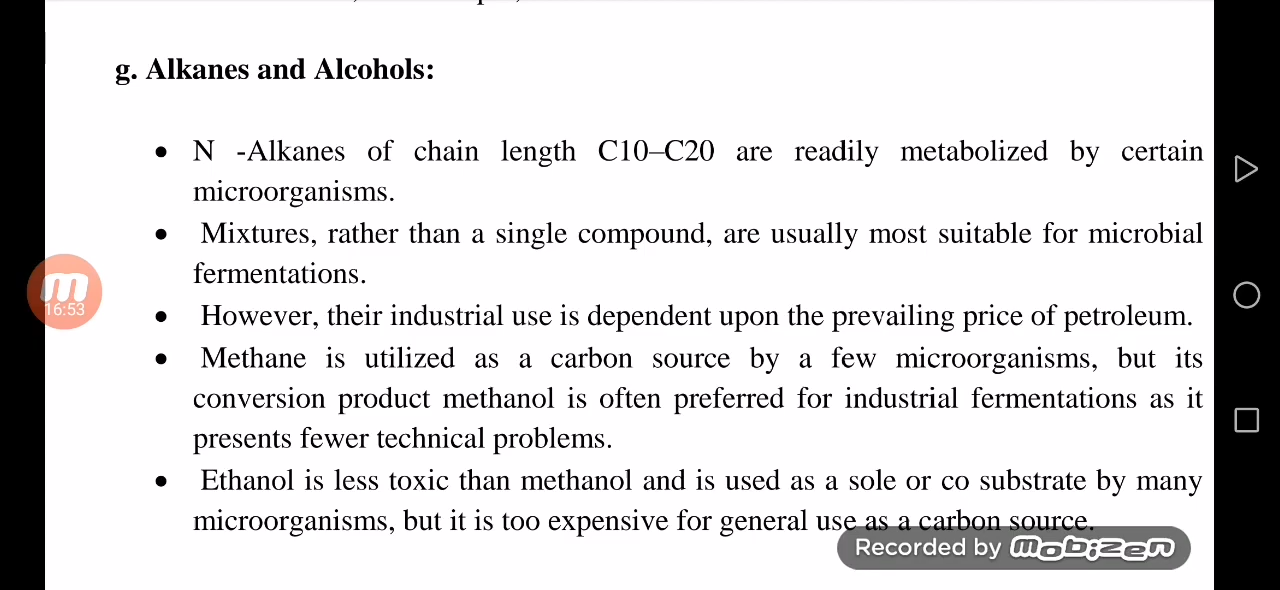 g. Alkanes and Alcohols:
• N -Alkanes of chain length C10–C20 are readily metabolized by certain
microorganisms.
• Mixtures, rather than a single compound, are usually most suitable for microbial
fermentations.
• However, their industrial use is dependent upon the prevailing price of petroleum.
• Methane is utilized as a carbon source by a few microorganisms, but its
conversion product methanol is often preferred for industrial fermentations as it
presents fewer technical problems.
• Ethanol is less toxic than methanol and is used as a sole or co substrate by many
microorganisms, but it is too expensive for general use as a carbon source.
m
16:53
Recorded by mobizen